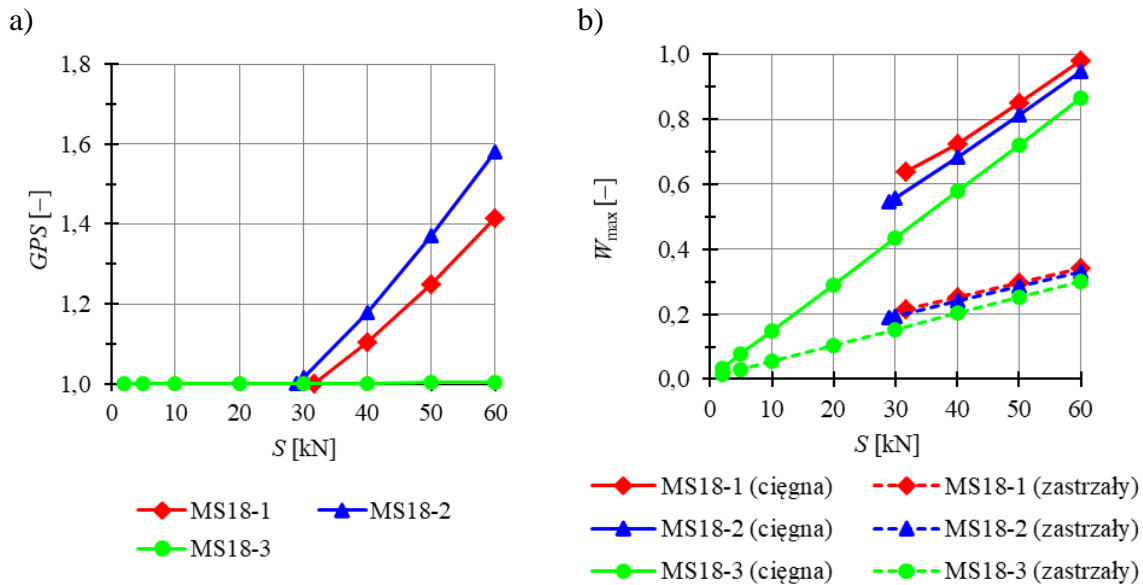 a)
1,8
1,6
1,4
1,2
1,0
GPS [−]
0 10 20 30 40 50 60
S [kN]
MS18-1 MS18-2
MS18-3
b)
1,0
0,8
0,6
0,4
0,2
0,0
Wmax [−]
0 10 20 30 40 50 60
S [kN]
MS18-1 (cięgna) MS18-1 (zastrzały)
MS18-2 (cięgna) MS18-2 (zastrzały)
MS18-3 (cięgna) MS18-3 (zastrzały)